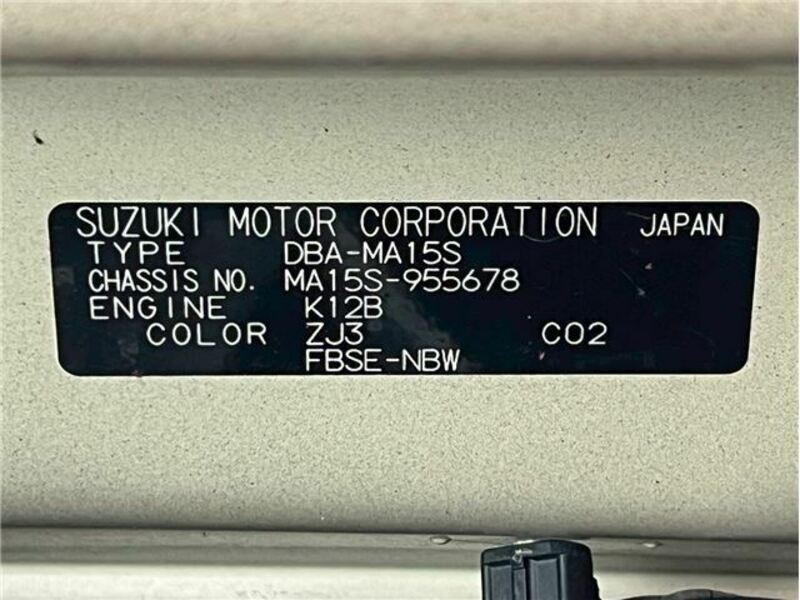 SUZUKI MOTOR CORPORATION JAPAN
TYPE DBA-MA15S
CHASSIS NO. MA15S-955678
ENGINE K12B
COLOR ZJ3 C02
FBSE-NBW